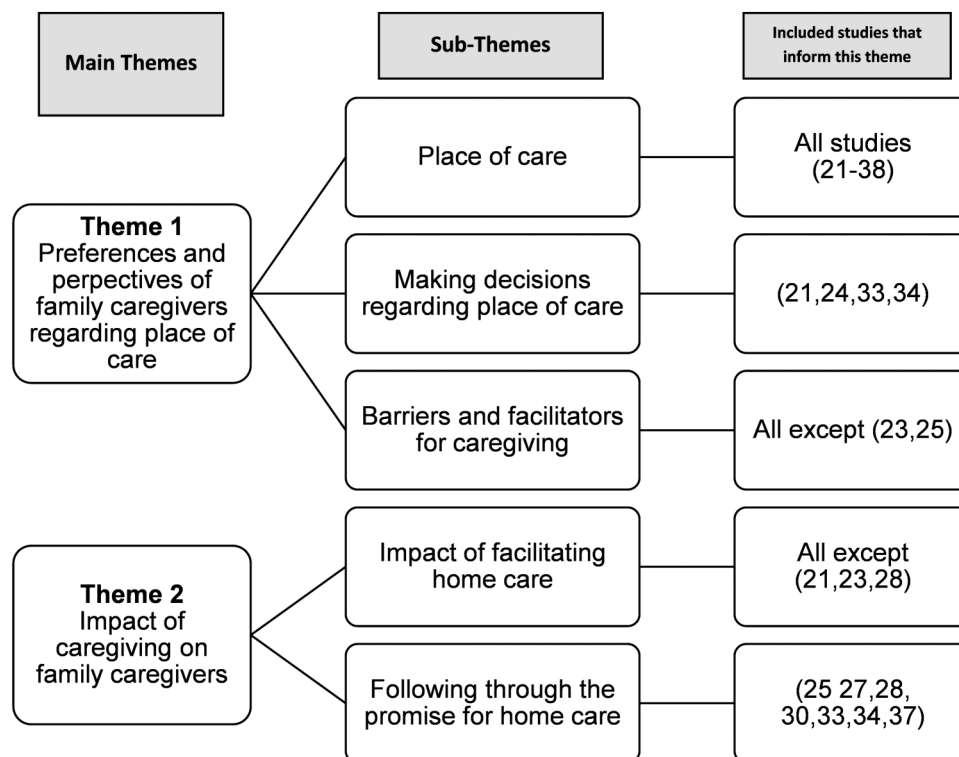 Main Themes
Sub-Themes
Included studies that
inform this theme
Theme 1
Preferences and
perpectives of
family caregivers
regarding place of
care
Place of care
All studies
(21-38)
Making decisions
regarding place of care
(21,24,33,34)
Barriers and facilitators
for caregiving
All except (23,25)
Theme 2
Impact of
caregiving on
family caregivers
Impact of facilitating
home care
All except
(21,23,28)
Following through the
promise for home care
(25 27,28,
30,33,34,37)